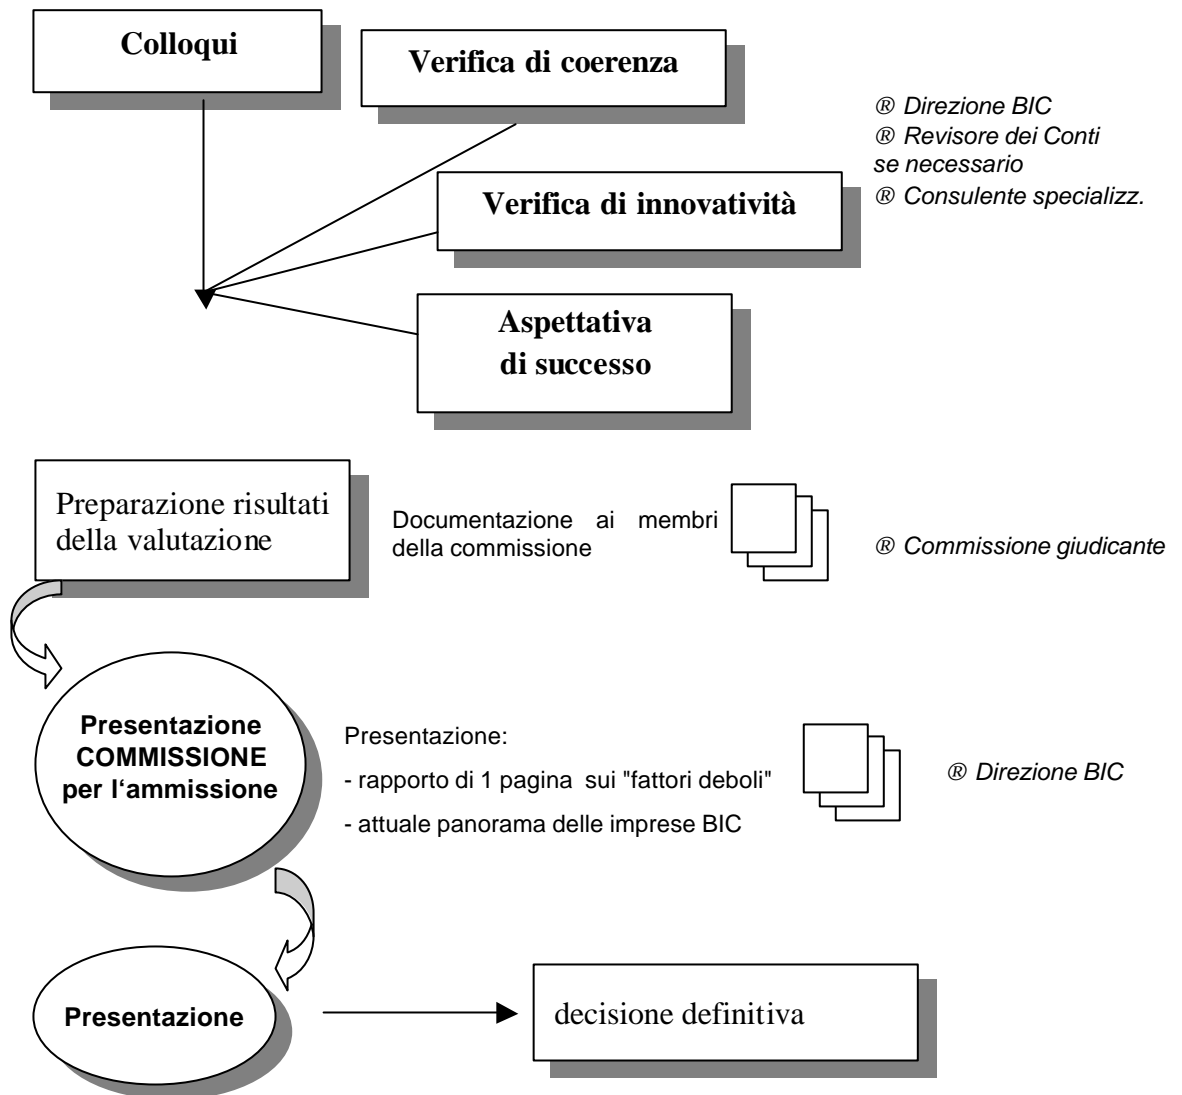 Colloqui
Verifica di coerenza
® Direzione BIC
® Revisore dei Conti
se necessario
® Consulente specializz.
Verifica di innovatività
Aspettativa
di successo
Preparazione risultati
della valutazione
Documentazione ai membri
della commissione
® Commissione giudicante
Presentazione
COMMISSIONE
per l‘ammissione
Presentazione:
- rapporto di 1 pagina sui "fattori deboli"
- attuale panorama delle imprese BIC
® Direzione BIC
Presentazione
decisione definitiva